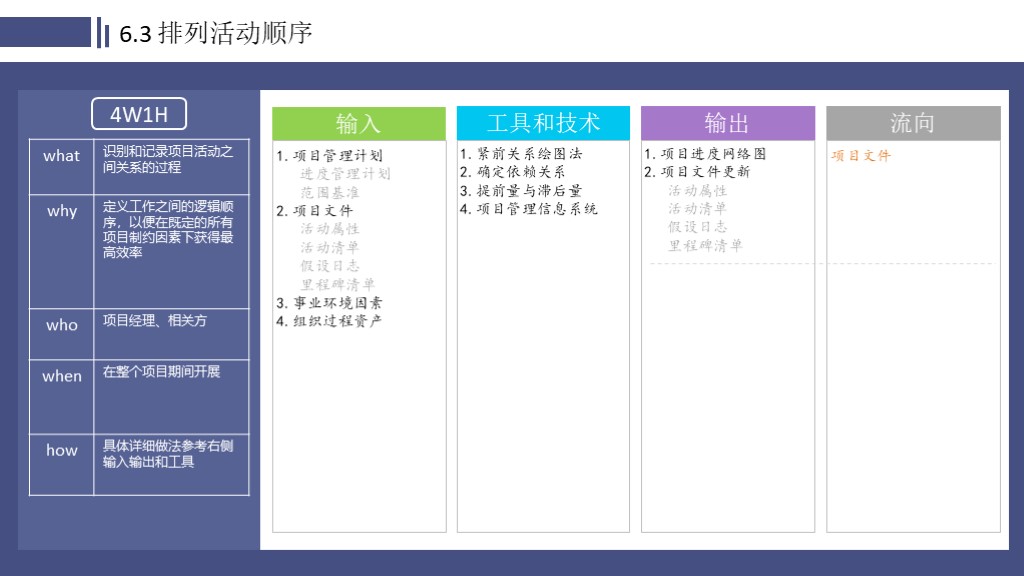 6.3 排列活动顺序
4W1H
what
识别和记录项目活动之
间关系的过程
why
定义工作之间的逻辑顺
序，以便在既定的所有
项目制约因素下获得最
高效率
who
项目经理、相关方
when
在整个项目期间开展
how
具体详细做法参考右侧
输入输出和工具
输入
1. 项目管理计划
进度管理计划
范围基准
2. 项目文件
活动属性
活动清单
假设日志
里程碑清单
3. 事业环境因素
4. 组织过程资产
工具和技术
1. 紧前关系绘图法
2. 确定依赖关系
3. 提前量与滞后量
4. 项目管理信息系统
输出
1. 项目进度网络图
2. 项目文件更新
活动属性
活动清单
假设日志
里程碑清单
流向
项目文件